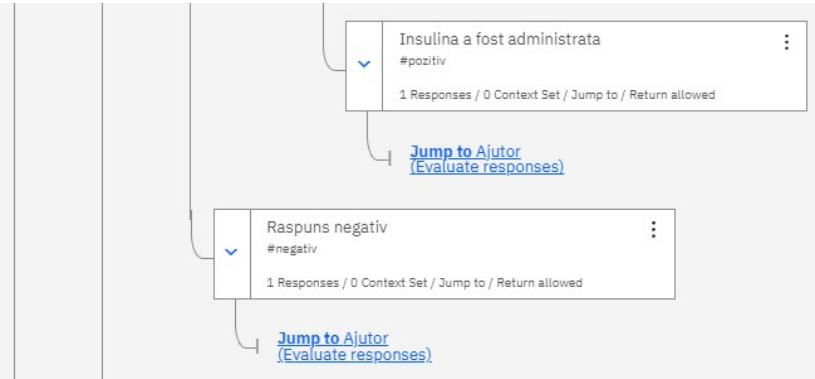 Insulina a fost administrata
#pozitiv
1 Responses / 0 Context Set / Jump to / Return allowed
Jump to Ajutor
(Evaluate responses)
Raspuns negativ
#negativ
1 Responses / 0 Context Set / Jump to / Return allowed
Jump to Ajutor
(Evaluate responses)